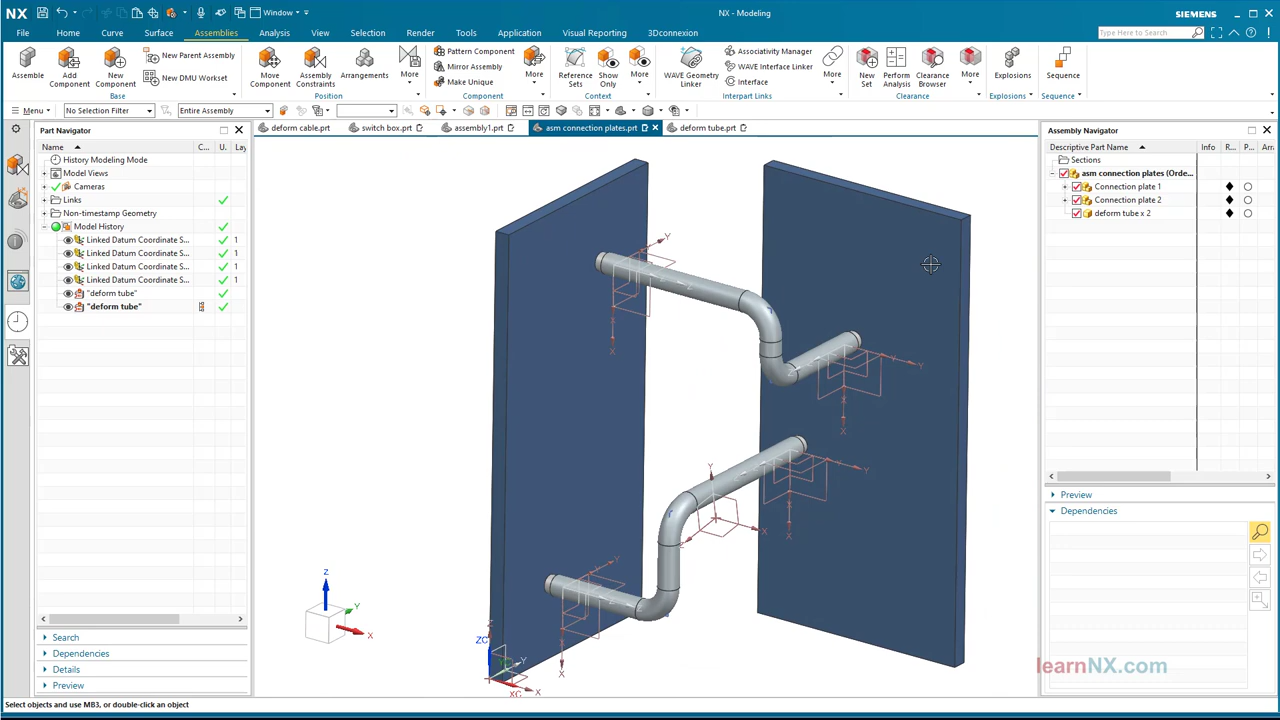 NX
Window
NX - Modeling
SIEMENS
File Home Curve Surface Assemblies Analysis View Selection Render Tools Application Visual Reporting 3Dconnexion
Type Here to Search
Assemble
Add Component
New Component
New Parent Assembly
New DMU Workset
Base
Move Component
Assembly Constraints
Arrangements
More
Position
Pattern Component
Mirror Assembly
Make Unique
More
Component
Reference Sets
Show Only
More
Context
WAVE Geometry Linker
Associativity Manager
WAVE Interface Linker
Interface
More
Interpart Links
New Set
Perform Analysis
Clearance Browser
More
Clearance
Explosions
Explosions
Sequence
Sequence
Menu
No Selection Filter
Entire Assembly
Part Navigator
deform cable.prt
switch box.prt
assembly1.prt
asm connection plates.prt
deform tube.prt
Assembly Navigator
Name C... U. Lay
History Modeling Mode
Model Views
Cameras
Links
Non-timestamp Geometry
Model History
Linked Datum Coordinate S... 1
Linked Datum Coordinate S... 1
Linked Datum Coordinate S... 1
Linked Datum Coordinate S... 1
"deform tube"
"deform tube"
Search
Dependencies
Details
Preview
Descriptive Part Name Info R... P... Arra
Sections
asm connection plates (Orde...
Connection plate 1
Connection plate 2
deform tube x 2
Preview
Dependencies
Y
X
Y
X
Y
X
Y
X
Y
X
Z
Y
X
Z
Y
X
ZC
Y
XC
X
learnNX.com
Select objects and use MB3, or double-click an object